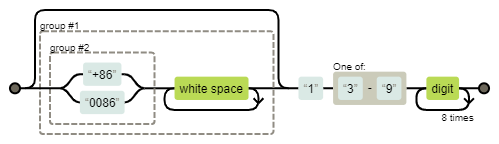 group #1
group #2
"+86"
"0086"
white space
"1"
One of:
"3" - "9"
digit
8 times